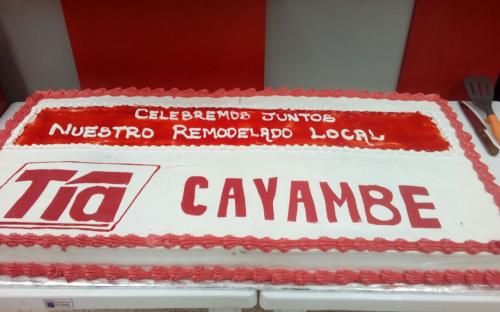 CELEBREMOS JUNTOS
NUESTRO REMODELADO LOCAL
Tía CAYAMBE